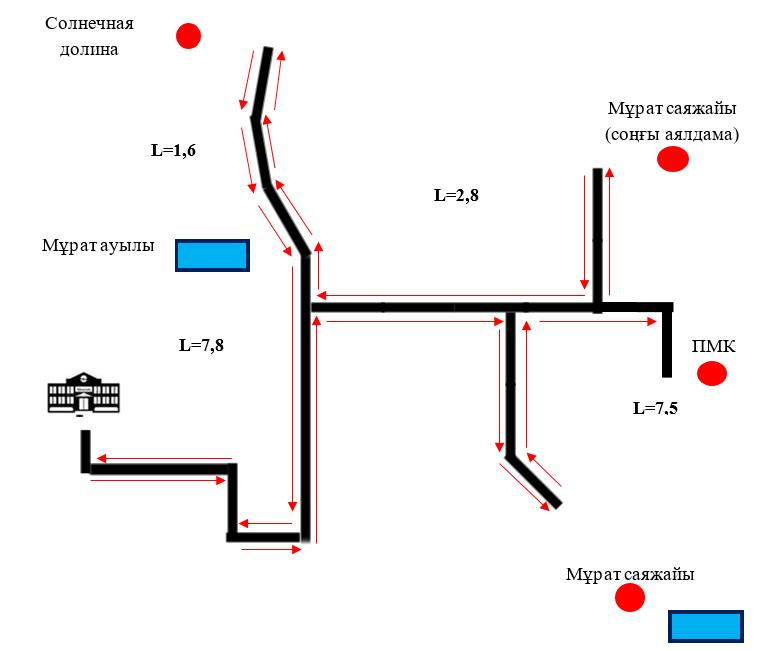 Солнечная
долина
Мұрат саяжайы
(соңғы аялдама)
L=1,6
L=2,8
Мұрат ауылы
L=7,8
ПМК
L=7,5
Мұрат саяжайы